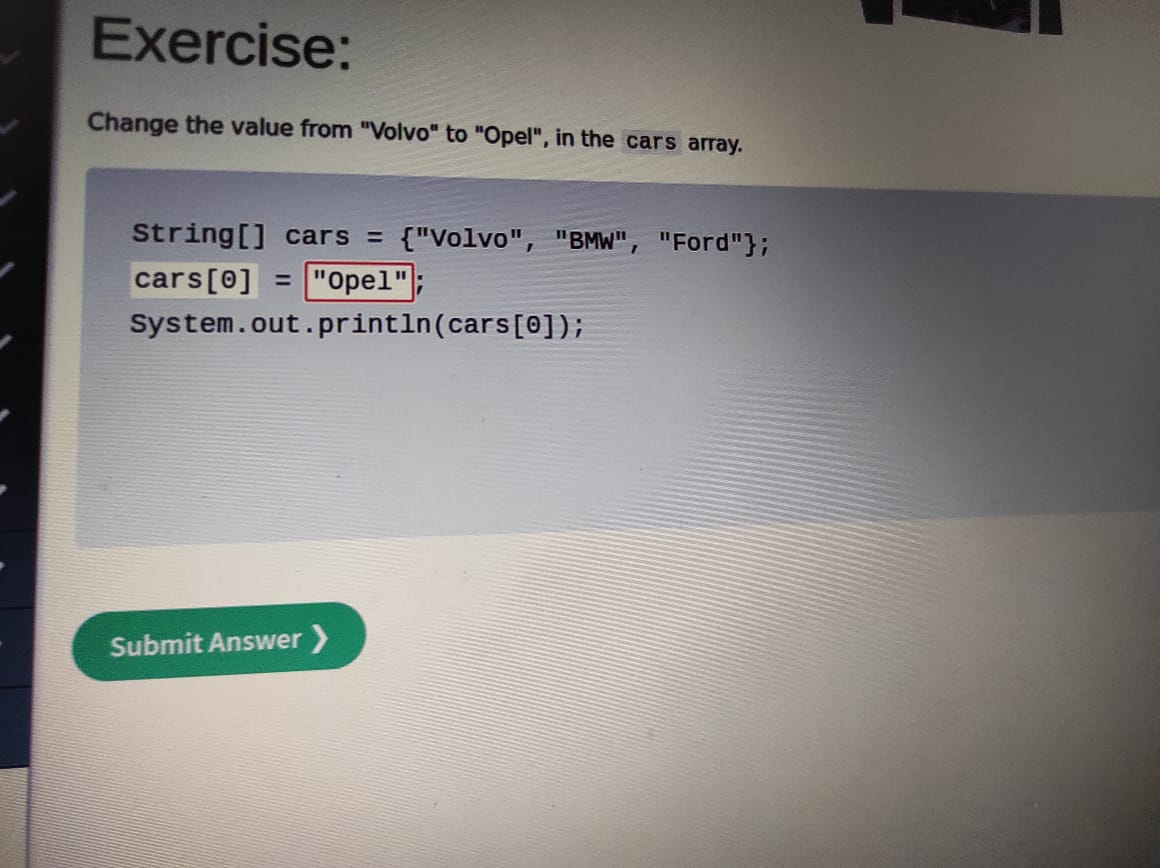 Exercise:
Change the value from "Volvo" to "Opel", in the cars array.
String[] cars = {"Volvo", "BMW", "Ford"};
cars[0] = "Opel";
System.out.println(cars[0]);
Submit Answer ❯